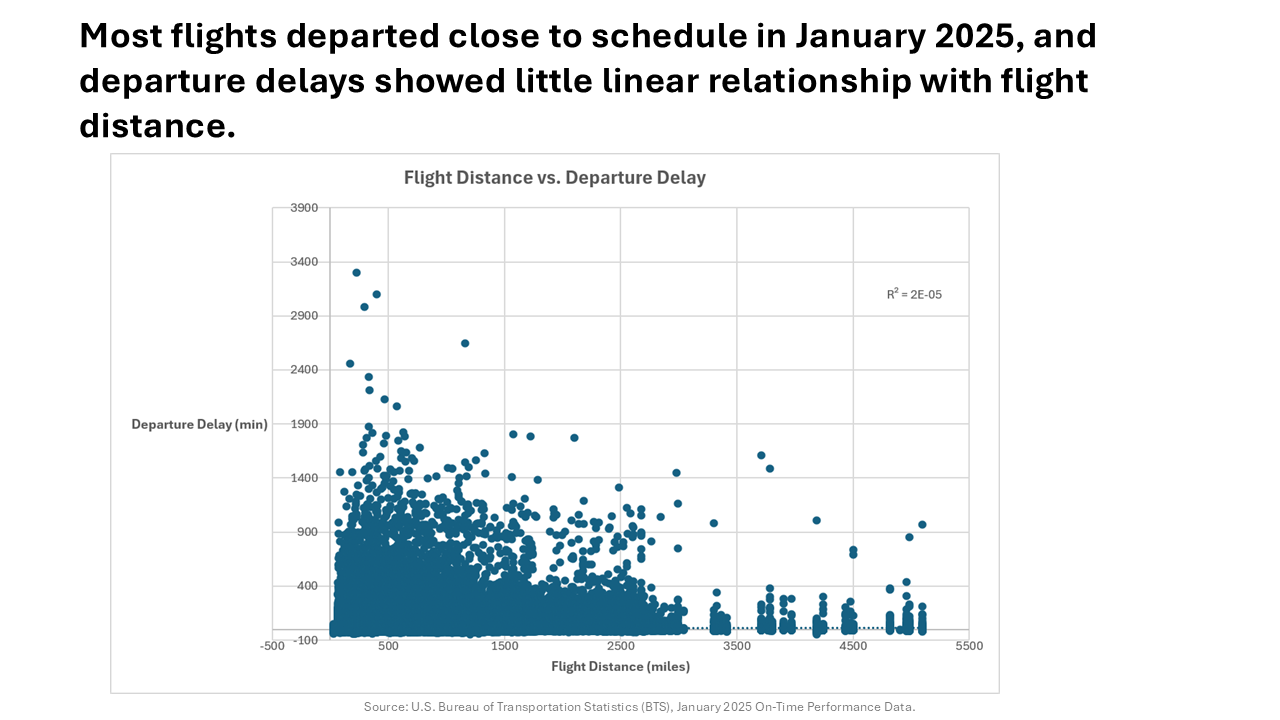 Most flights departed close to schedule in January 2025, and
departure delays showed little linear relationship with flight
distance.
Flight Distance vs. Departure Delay
3900
3400
R² = 2E-05
2900
2400
Departure Delay (min)
1900
1400
900
400
-100
-500 500 1500 2500 3500 4500 5500
Flight Distance (miles)
Source: U.S. Bureau of Transportation Statistics (BTS), January 2025 On-Time Performance Data.